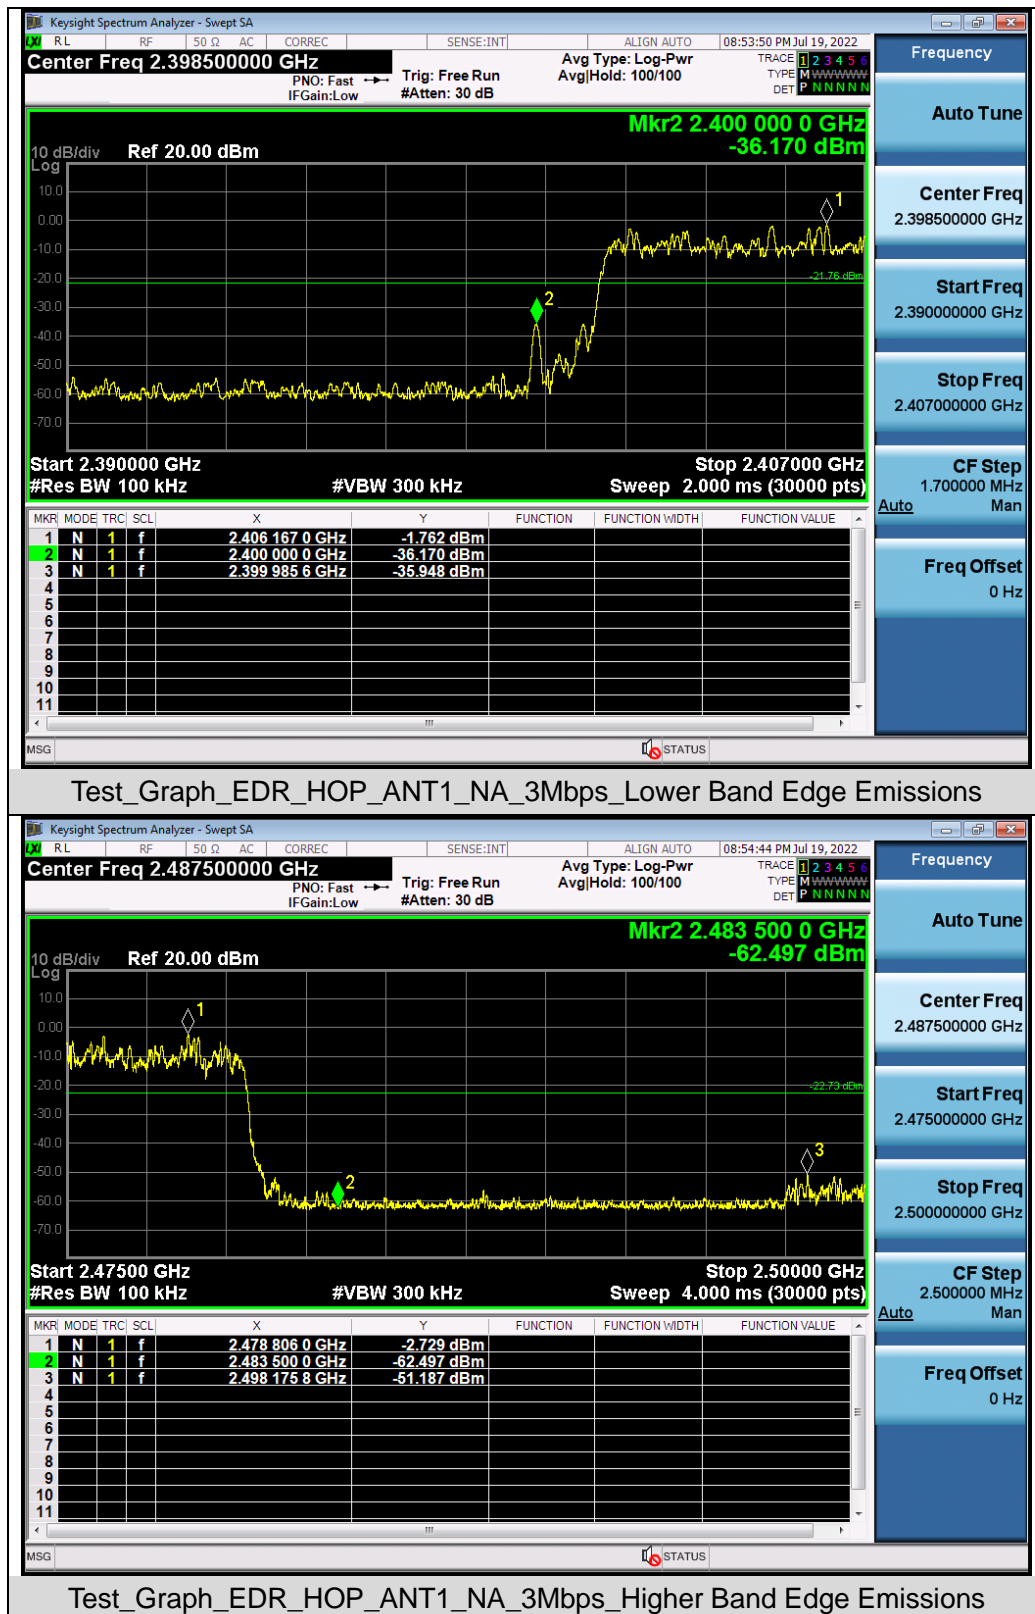 Keysight Spectrum Analyzer - Swept SA
LXI RL RF 50 Ω AC CORREC SENSE:INT ALIGN AUTO 08:53:50 PM Jul 19, 2022
Center Freq 2.398500000 GHz
PNO: Fast
IFGain:Low
Trig: Free Run
#Atten: 30 dB
Avg Type: Log-Pwr
Avg|Hold: 100/100
TRACE 1 2 3 4 5 6
TYPE M W W W W W
DET P N N N N N
Mkr2 2.400 000 0 GHz
-36.170 dBm
10 dB/div Ref 20.00 dBm
Log
10.0
0.00
-10.0
-20.0
-30.0
-40.0
-50.0
-60.0
-70.0
1
2
-21.76 dBm
Start 2.390000 GHz Stop 2.407000 GHz
#Res BW 100 kHz #VBW 300 kHz Sweep 2.000 ms (30000 pts)
MKR MODE TRC SCL X Y FUNCTION FUNCTION WIDTH FUNCTION VALUE
1 N 1 f 2.406 167 0 GHz -1.762 dBm
2 N 1 f 2.400 000 0 GHz -36.170 dBm
3 N 1 f 2.399 985 6 GHz -35.948 dBm
4
5
6
7
8
9
10
11
MSG STATUS
Frequency
Auto Tune
Center Freq
2.398500000 GHz
Start Freq
2.390000000 GHz
Stop Freq
2.407000000 GHz
CF Step
1.700000 MHz
Auto Man
Freq Offset
0 Hz
Test_Graph_EDR_HOP_ANT1_NA_3Mbps_Lower Band Edge Emissions
Keysight Spectrum Analyzer - Swept SA
LXI RL RF 50 Ω AC CORREC SENSE:INT ALIGN AUTO 08:54:44 PM Jul 19, 2022
Center Freq 2.487500000 GHz
PNO: Fast
IFGain:Low
Trig: Free Run
#Atten: 30 dB
Avg Type: Log-Pwr
Avg|Hold: 100/100
TRACE 1 2 3 4 5 6
TYPE M W W W W W
DET P N N N N N
Mkr2 2.483 500 0 GHz
-62.497 dBm
10 dB/div Ref 20.00 dBm
Log
10.0
0.00
-10.0
-20.0
-30.0
-40.0
-50.0
-60.0
-70.0
1
2
3
-22.73 dBm
Start 2.47500 GHz Stop 2.50000 GHz
#Res BW 100 kHz #VBW 300 kHz Sweep 4.000 ms (30000 pts)
MKR MODE TRC SCL X Y FUNCTION FUNCTION WIDTH FUNCTION VALUE
1 N 1 f 2.478 806 0 GHz -2.729 dBm
2 N 1 f 2.483 500 0 GHz -62.497 dBm
3 N 1 f 2.498 175 8 GHz -51.187 dBm
4
5
6
7
8
9
10
11
MSG STATUS
Frequency
Auto Tune
Center Freq
2.487500000 GHz
Start Freq
2.475000000 GHz
Stop Freq
2.500000000 GHz
CF Step
2.500000 MHz
Auto Man
Freq Offset
0 Hz
Test_Graph_EDR_HOP_ANT1_NA_3Mbps_Higher Band Edge Emissions